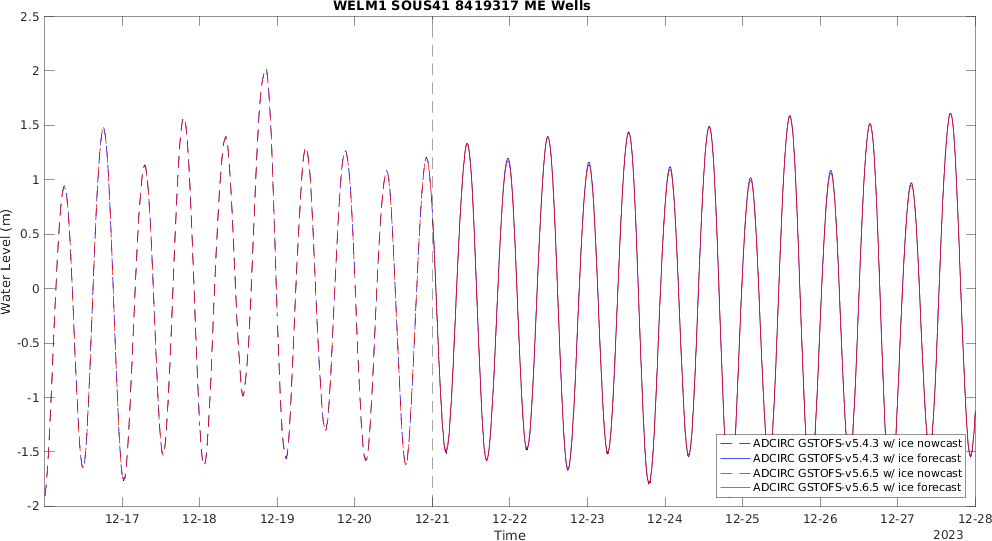 WELM1 SOUS41 8419317 ME Wells
2.5
2
1.5
1
0.5
0
-0.5
-1
-1.5
-2
Water Level (m)
ADCIRC GSTOFS-v5.4.3 w/ ice nowcast
ADCIRC GSTOFS-v5.4.3 w/ ice forecast
ADCIRC GSTOFS-v5.6.5 w/ ice nowcast
ADCIRC GSTOFS-v5.6.5 w/ ice forecast
12-17 12-18 12-19 12-20 12-21 12-22 12-23 12-24 12-25 12-26 12-27 12-28
Time
2023